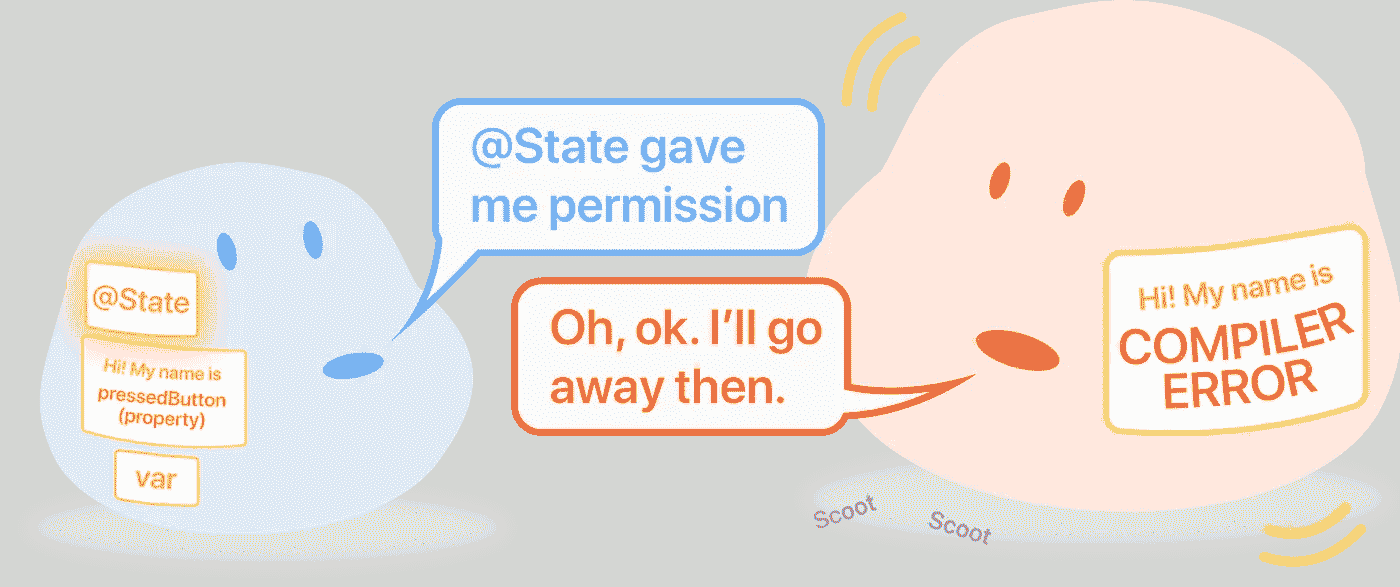 @State gave
me permission
@State
Hi! My name is
pressedButton
(property)
var
Oh, ok. I’ll go
away then.
Hi! My name is
COMPILER
ERROR
Scoot
Scoot